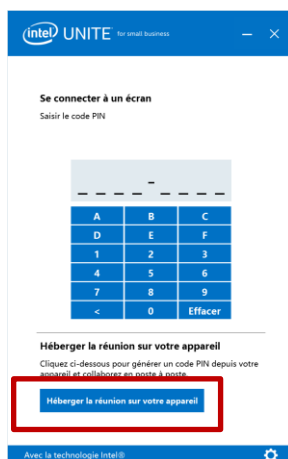 intel UNITE for small business
Se connecter à un écran
Saisir le code PIN
_ _ _ _ - _ _ _ _
A B C
D E F
1 2 3
4 5 6
7 8 9
< 0 Effacer
Héberger la réunion sur votre appareil
Cliquez ci-dessous pour générer un code PIN depuis votre
appareil et collaborez en poste à poste.
Héberger la réunion sur votre appareil
Avec la technologie Intel®